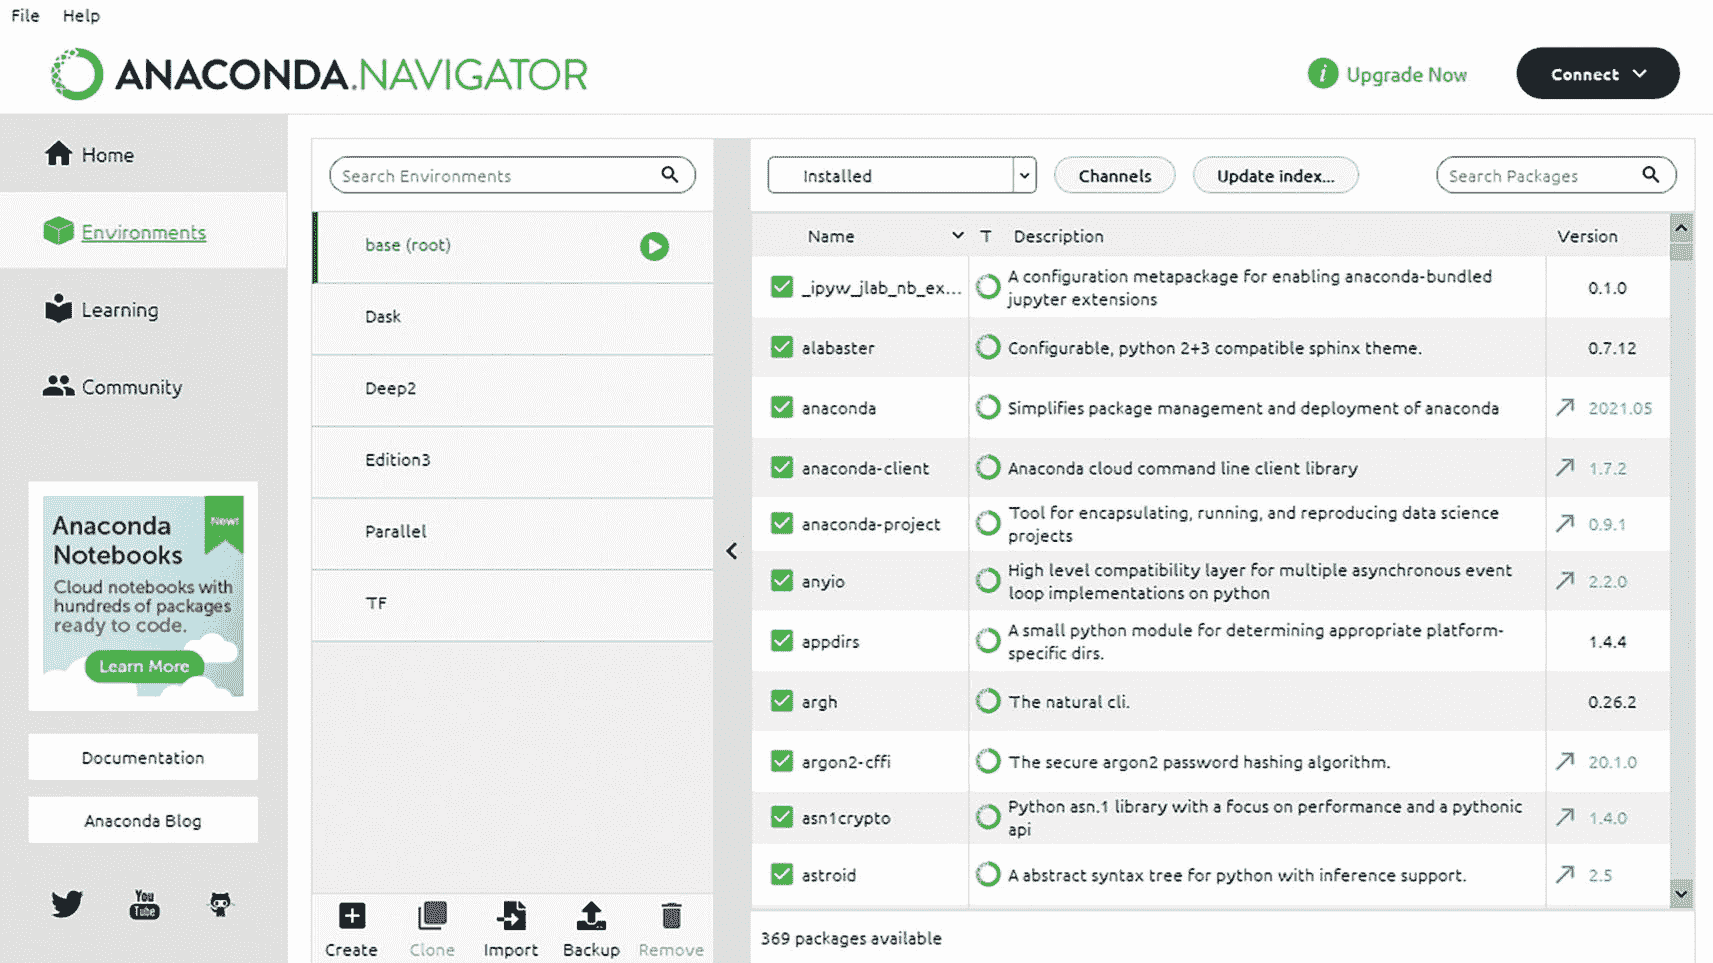 File Help
ANACONDA.NAVIGATOR
Upgrade Now
Connect
Home
Environments
Learning
Community
Anaconda
Notebooks
New!
Cloud notebooks with
hundreds of packages
ready to code.
Learn More
Documentation
Anaconda Blog
You
Tube
Search Environments
base (root)
Dask
Deep2
Edition3
Parallel
TF
Create Clone Import Backup Remove
Installed Channels Update index... Search Packages
Name T Description Version
_ipyw_jlab_nb_ex... A configuration metapackage for enabling anaconda-bundled
jupyter extensions 0.1.0
alabaster Configurable, python 2+3 compatible sphinx theme. 0.7.12
anaconda Simplifies package management and deployment of anaconda 2021.05
anaconda-client Anaconda cloud command line client library 1.7.2
anaconda-project Tool for encapsulating, running, and reproducing data science
projects 0.9.1
anyio High level compatibility layer for multiple asynchronous event
loop implementations on python 2.2.0
appdirs A small python module for determining appropriate platform-
specific dirs. 1.4.4
argh The natural cli. 0.26.2
argon2-cffi The secure argon2 password hashing algorithm. 20.1.0
asn1crypto Python asn.1 library with a focus on performance and a pythonic
api 1.4.0
astroid A abstract syntax tree for python with inference support. 2.5
369 packages available